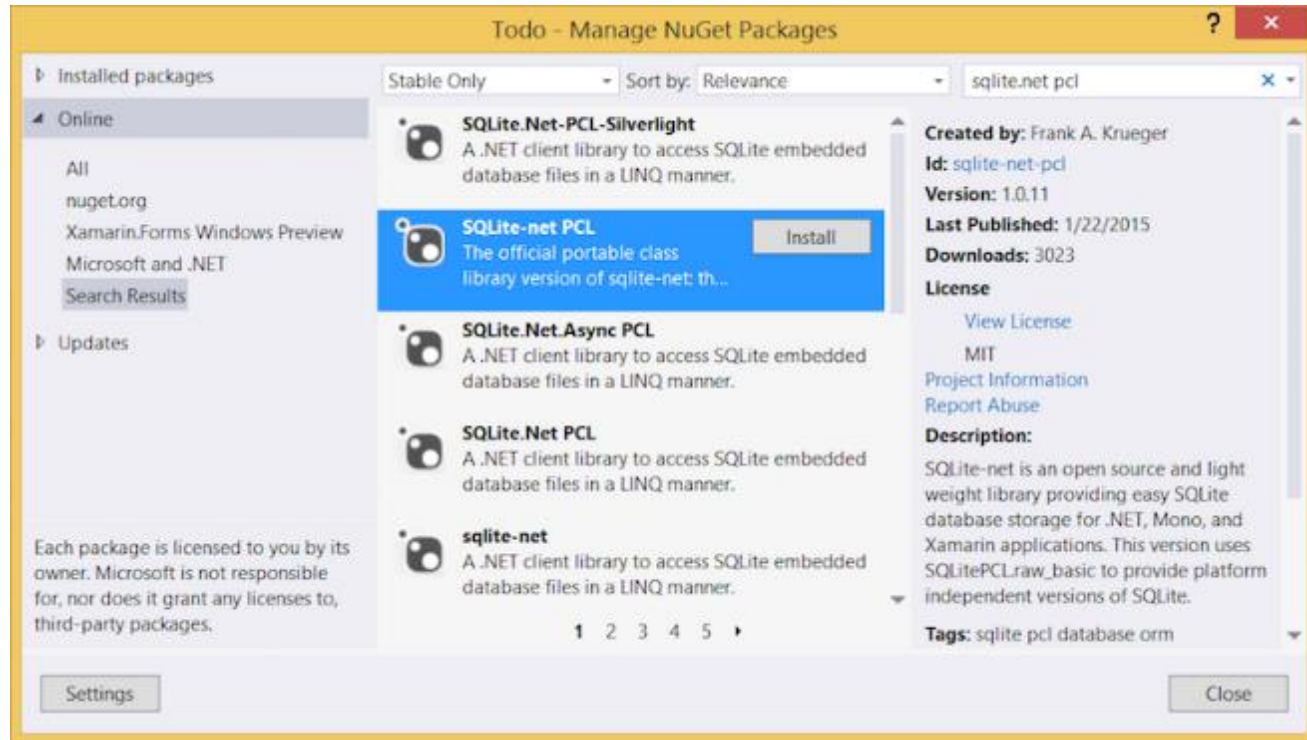 Todo - Manage NuGet Packages
?
×
Installed packages
Online
All
nuget.org
Xamarin.Forms Windows Preview
Microsoft and .NET
Search Results
Updates
Each package is licensed to you by its
owner. Microsoft is not responsible
for, nor does it grant any licenses to,
third-party packages.
Stable Only
Sort by: Relevance
sqlite.net pcl
SQLite.Net-PCL-Silverlight
A .NET client library to access SQLite embedded
database files in a LINQ manner.
SQLite-net PCL
Install
The official portable class
library version of sqlite-net: th...
SQLite.Net.Async PCL
A .NET client library to access SQLite embedded
database files in a LINQ manner.
SQLite.Net PCL
A .NET client library to access SQLite embedded
database files in a LINQ manner.
sqlite-net
A .NET client library to access SQLite embedded
database files in a LINQ manner.
1 2 3 4 5
Created by: Frank A. Krueger
Id: sqlite-net-pcl
Version: 1.0.11
Last Published: 1/22/2015
Downloads: 3023
License
View License
MIT
Project Information
Report Abuse
Description:
SQLite-net is an open source and light
weight library providing easy SQLite
database storage for .NET, Mono, and
Xamarin applications. This version uses
SQLitePCL.raw_basic to provide platform
independent versions of SQLite.
Tags: sqlite pcl database orm
Settings
Close